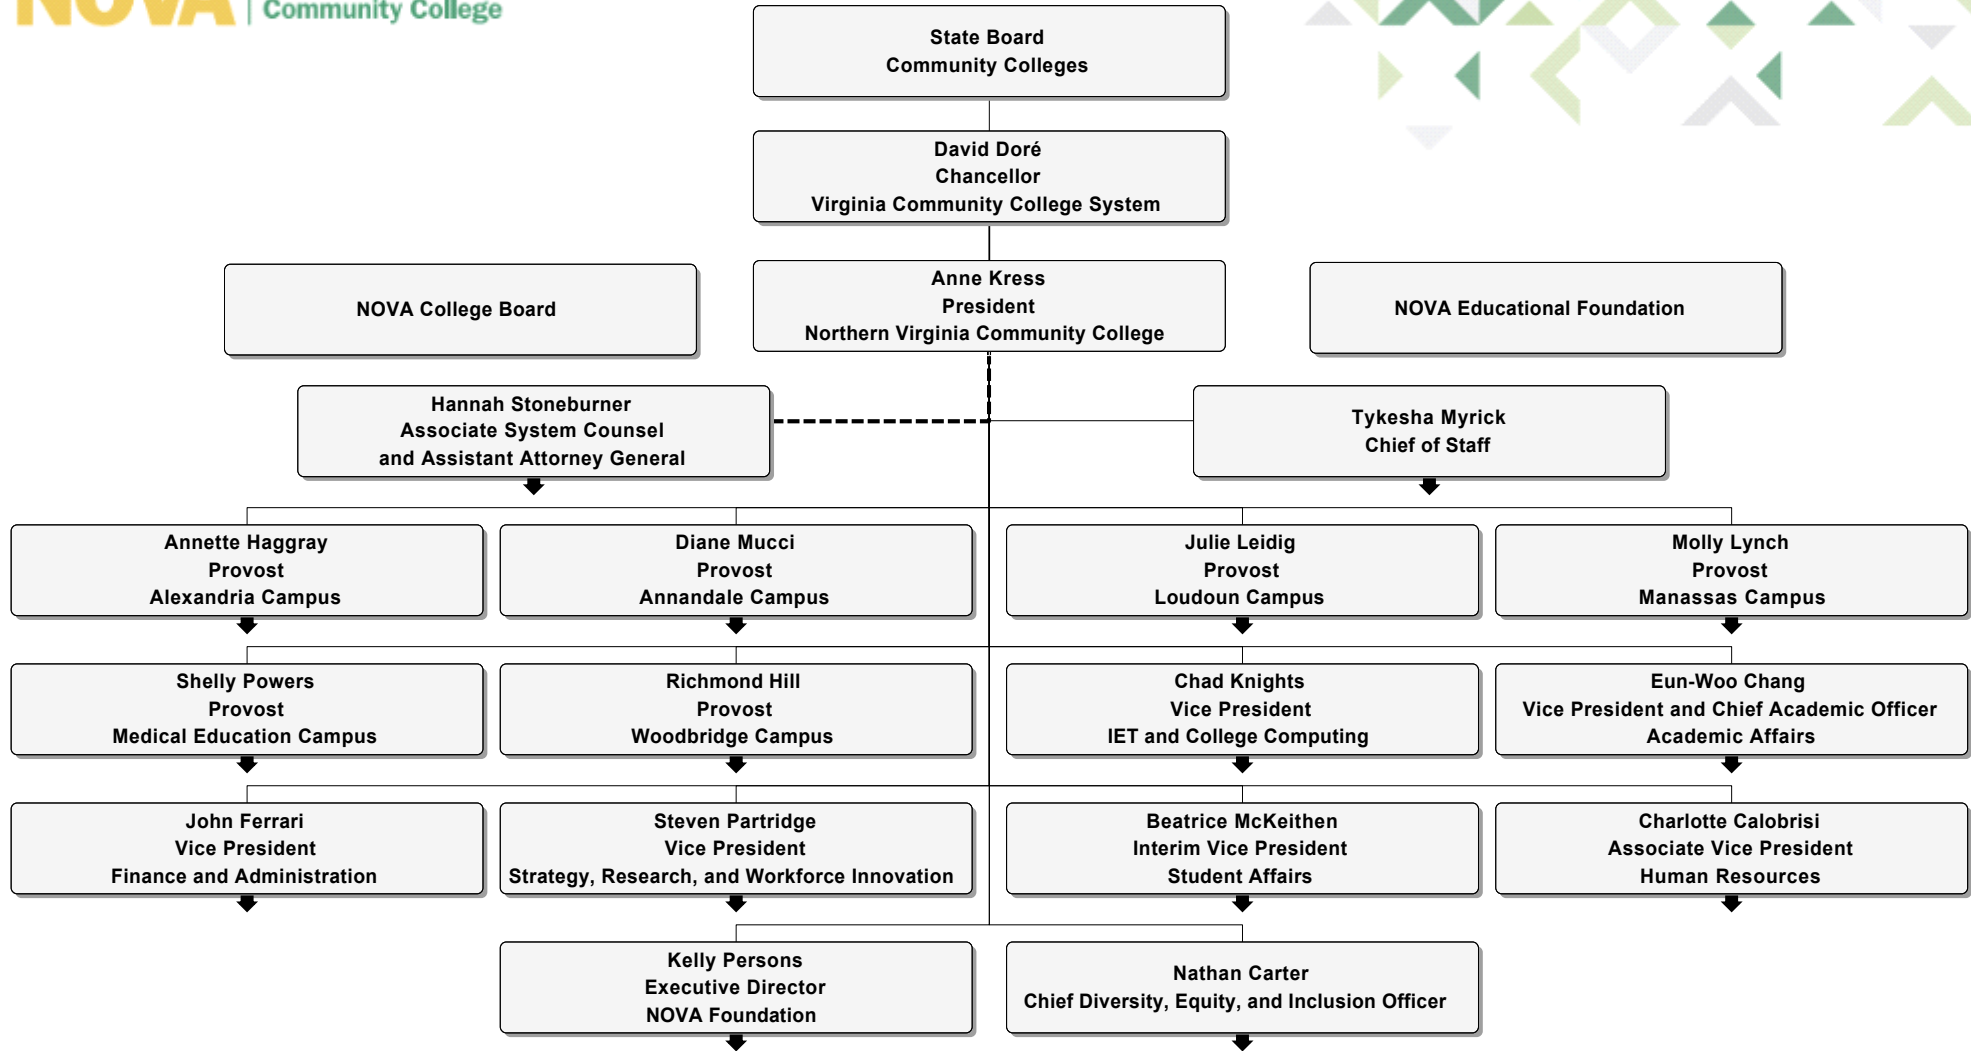 NOVA
Community College
State Board
Community Colleges
David Doré
Chancellor
Virginia Community College System
NOVA College Board
Anne Kress
President
Northern Virginia Community College
NOVA Educational Foundation
Hannah Stoneburner
Associate System Counsel
and Assistant Attorney General
Tykesha Myrick
Chief of Staff
Annette Haggray
Provost
Alexandria Campus
Diane Mucci
Provost
Annandale Campus
Julie Leidig
Provost
Loudoun Campus
Molly Lynch
Provost
Manassas Campus
Shelly Powers
Provost
Medical Education Campus
Richmond Hill
Provost
Woodbridge Campus
Chad Knights
Vice President
IET and College Computing
Eun-Woo Chang
Vice President and Chief Academic Officer
Academic Affairs
John Ferrari
Vice President
Finance and Administration
Steven Partridge
Vice President
Strategy, Research, and Workforce Innovation
Beatrice McKeithen
Interim Vice President
Student Affairs
Charlotte Calobrisi
Associate Vice President
Human Resources
Kelly Persons
Executive Director
NOVA Foundation
Nathan Carter
Chief Diversity, Equity, and Inclusion Officer